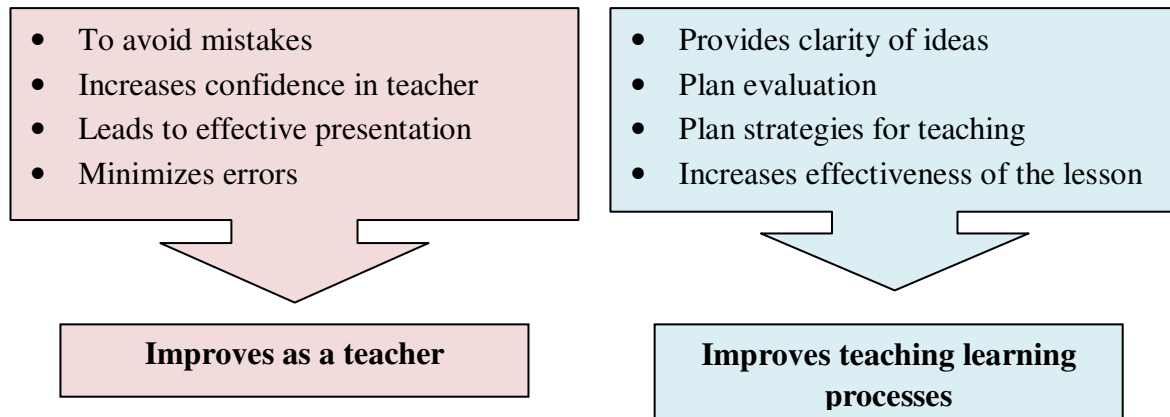 • To avoid mistakes
• Increases confidence in teacher
• Leads to effective presentation
• Minimizes errors
Improves as a teacher
• Provides clarity of ideas
• Plan evaluation
• Plan strategies for teaching
• Increases effectiveness of the lesson
Improves teaching learning
processes